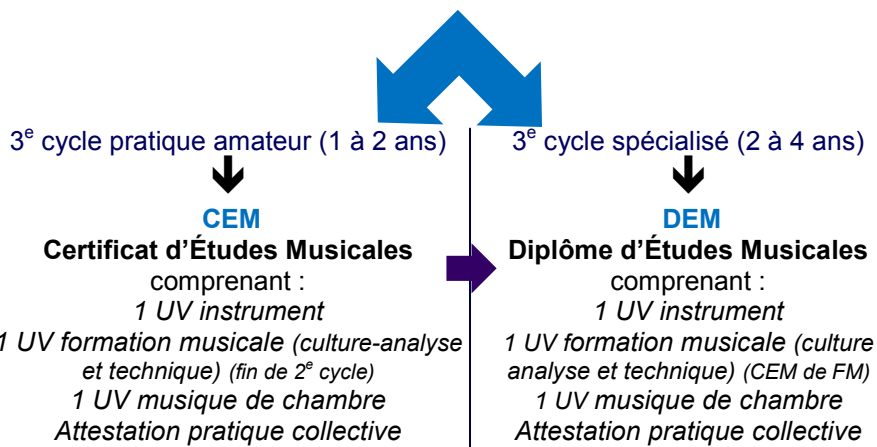 3e cycle pratique amateur (1 à 2 ans)
CEM
Certificat d'Études Musicales
comprenant :
1 UV instrument
1 UV formation musicale (culture-analyse
et technique) (fin de 2e cycle)
1 UV musique de chambre
Attestation pratique collective
3e cycle spécialisé (2 à 4 ans)
DEM
Diplôme d'Études Musicales
comprenant :
1 UV instrument
1 UV formation musicale (culture
analyse et technique) (CEM de FM)
1 UV musique de chambre
Attestation pratique collective